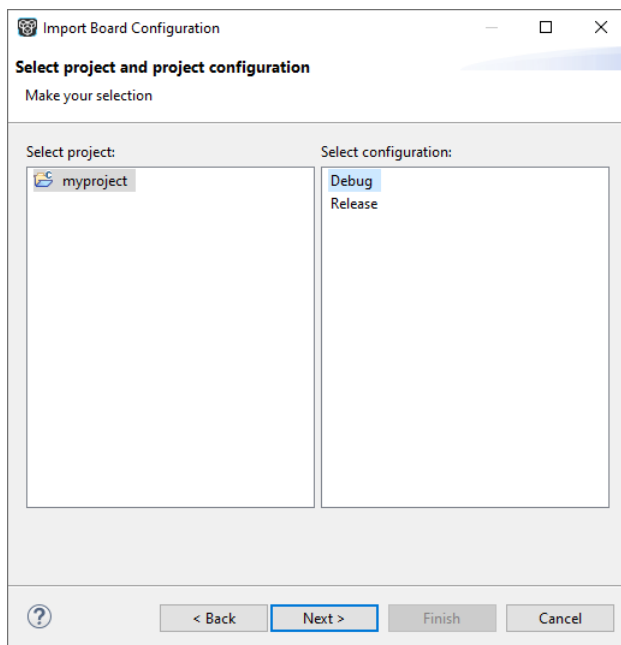 Import Board Configuration
Select project and project configuration
Make your selection
Select project: Select configuration:
myproject Debug
Release
? < Back Next > Finish Cancel